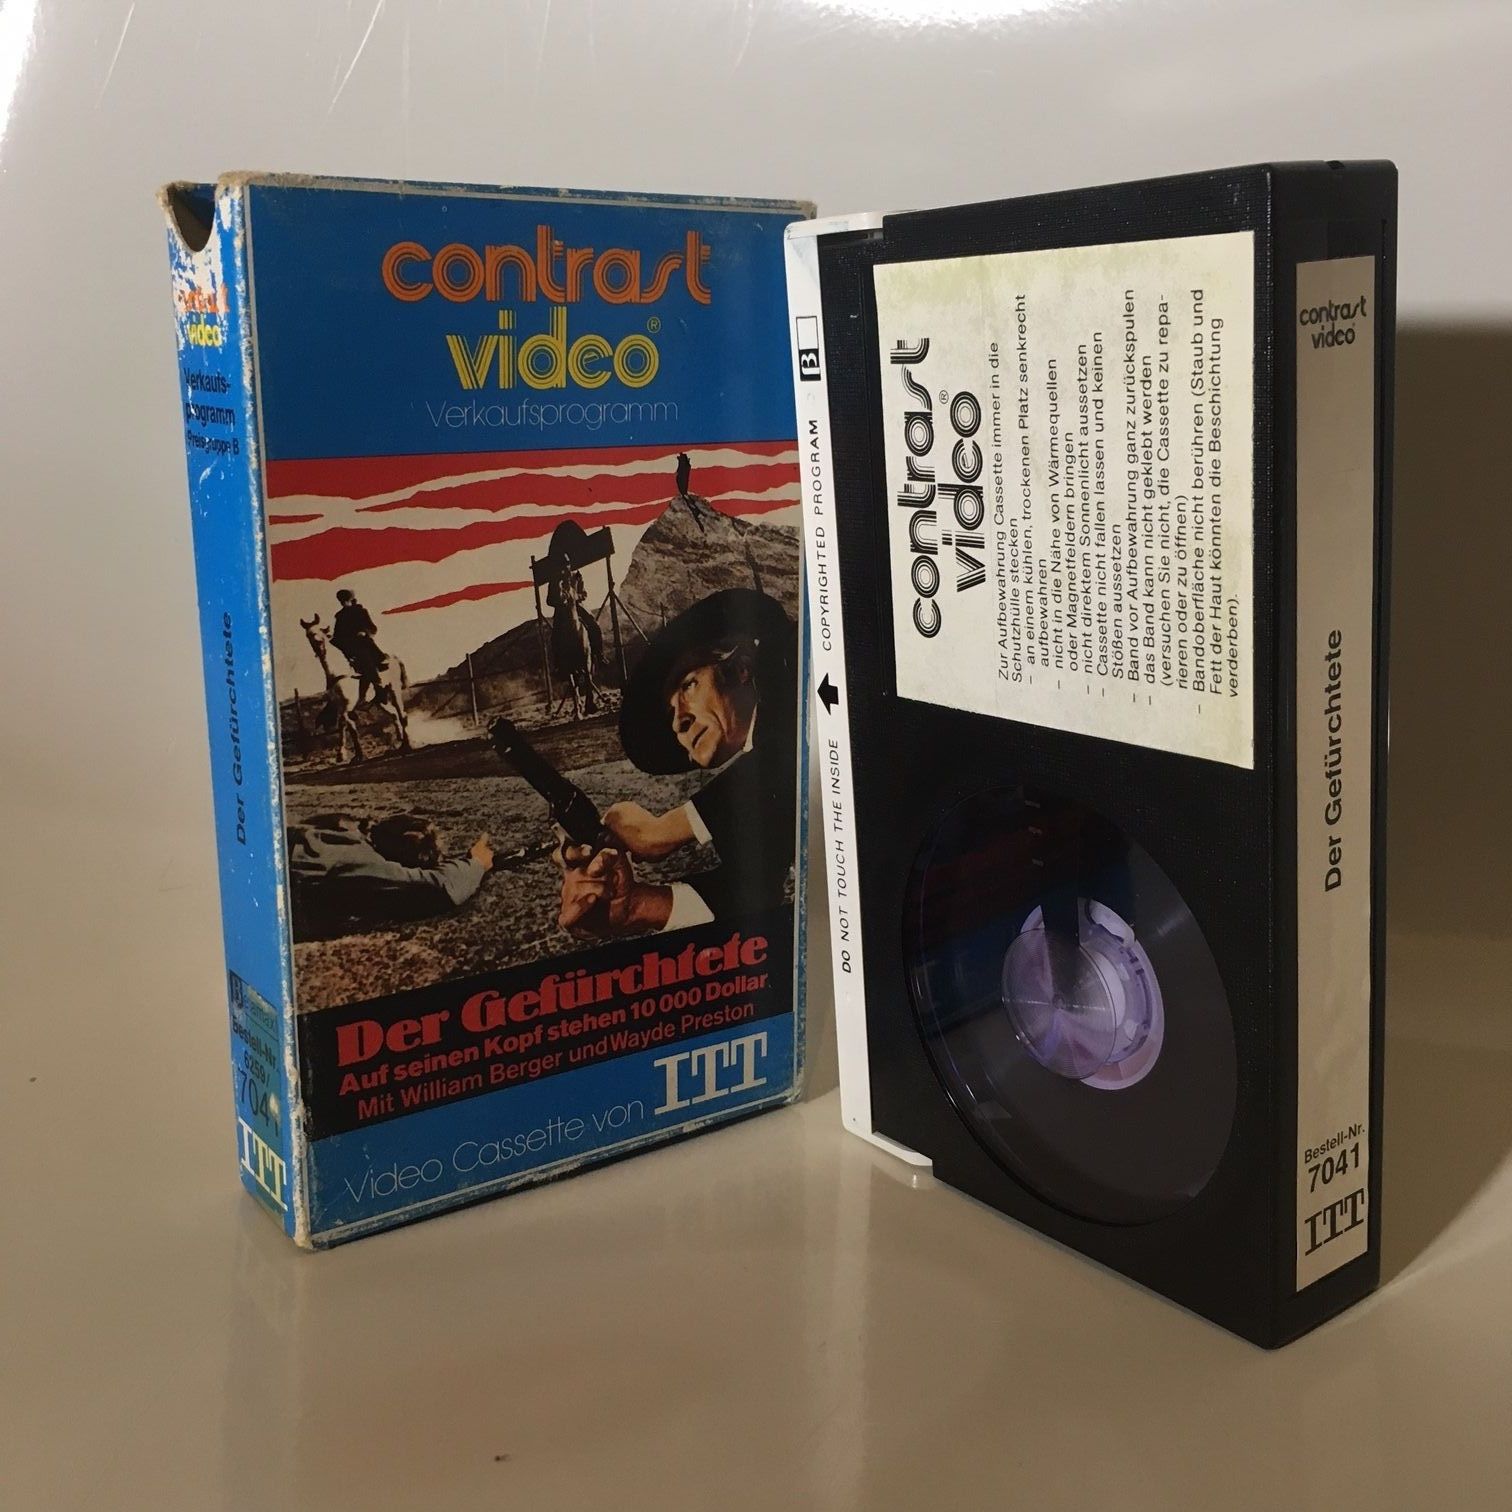 contrast
video®
Verkaufsprogramm
Der Gefürchtete
Auf seinen Kopf stehen 10 000 Dollar
Mit William Berger und Wayde Preston
Video Cassette von ITT
contrast
video
Verkaufs-
programm
Preisgruppe B
Der Gefürchtete
Bestell-Nr.
6259/
7041
ITT
B
COPYRIGHTED PROGRAM
DO NOT TOUCH THE INSIDE
contrast
video®
Zur Aufbewahrung Cassette immer in die
Schutzhülle stecken
– an einem kühlen, trockenen Platz senkrecht
aufbewahren
– nicht in die Nähe von Wärmequellen
oder Magnetfeldern bringen
– nicht direktem Sonnenlicht aussetzen
– Cassette nicht fallen lassen und keinen
Stößen aussetzen
– Band vor Aufbewahrung ganz zurückspulen
– das Band kann nicht geklebt werden
(versuchen Sie nicht, die Cassette zu repa-
rieren oder zu öffnen)
– Bandoberfläche nicht berühren (Staub und
Fett der Haut könnten die Beschichtung
verderben).
contrast
video®
Der Gefürchtete
Bestell-Nr.
7041
ITT